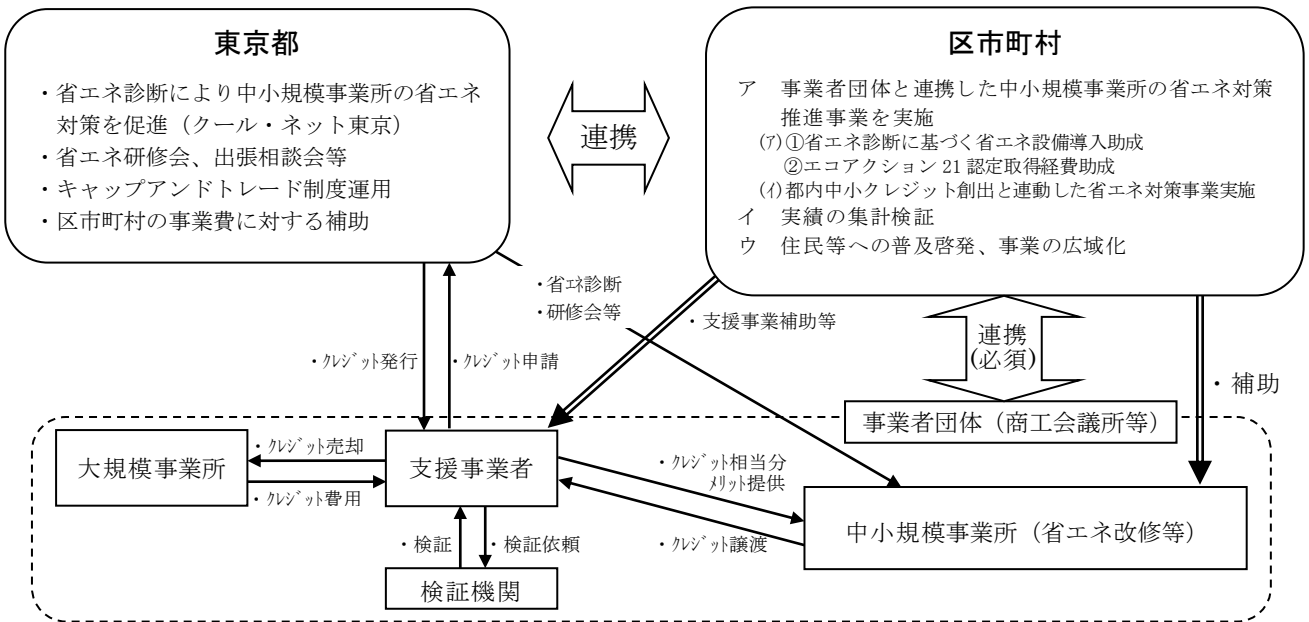 東京都
・省エネ診断により中小規模事業所の省エネ
対策を促進（クール・ネット東京）
・省エネ研修会、出張相談会等
・キャップアンドトレード制度運用
・区市町村の事業費に対する補助
連携
区市町村
ア 事業者団体と連携した中小規模事業所の省エネ対策
推進事業を実施
(ア)①省エネ診断に基づく省エネ設備導入助成
②エコアクション 21 認定取得経費助成
(イ)都内中小クレジット創出と連動した省エネ対策事業実施
イ 実績の集計検証
ウ 住民等への普及啓発、事業の広域化
・省ｴﾈ診断
・研修会等
・支援事業補助等
連携
(必須)
・ｸﾚｼﾞｯﾄ発行
・ｸﾚｼﾞｯﾄ申請
・補助
事業者団体（商工会議所等）
大規模事業所
・ｸﾚｼﾞｯﾄ売却
・ｸﾚｼﾞｯﾄ費用
支援事業者
・ｸﾚｼﾞｯﾄ相当分
ﾒﾘｯﾄ提供
・ｸﾚｼﾞｯﾄ譲渡
中小規模事業所（省エネ改修等）
・検証
・検証依頼
検証機関